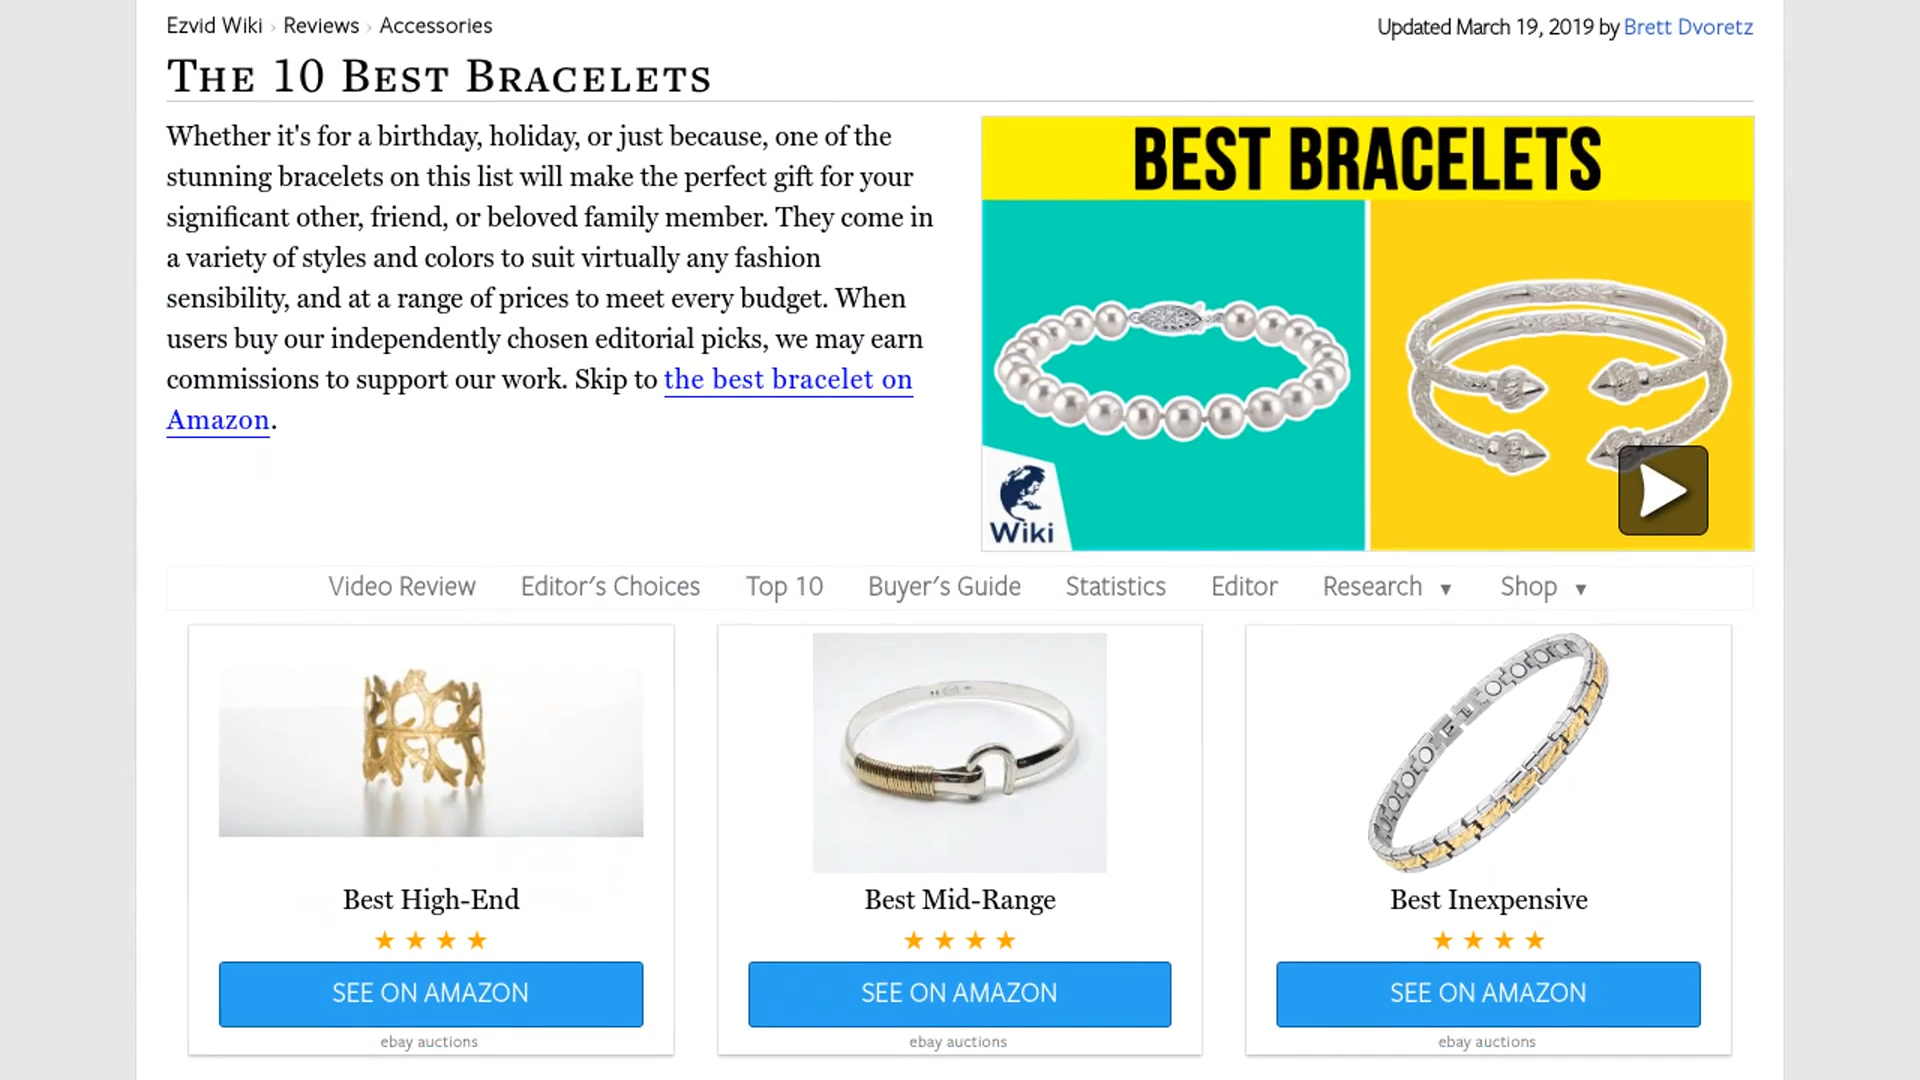 Ezvid Wiki › Reviews › Accessories
Updated March 19, 2019 by Brett Dvoretz
The 10 Best Bracelets
Whether it's for a birthday, holiday, or just because, one of the
stunning bracelets on this list will make the perfect gift for your
significant other, friend, or beloved family member. They come in
a variety of styles and colors to suit virtually any fashion
sensibility, and at a range of prices to meet every budget. When
users buy our independently chosen editorial picks, we may earn
commissions to support our work. Skip to the best bracelet on
Amazon.
BEST BRACELETS
Wiki
Video Review
Editor's Choices
Top 10
Buyer's Guide
Statistics
Editor
Research ▼
Shop ▼
Best High-End
SEE ON AMAZON
ebay auctions
Best Mid-Range
SEE ON AMAZON
ebay auctions
Best Inexpensive
SEE ON AMAZON
ebay auctions